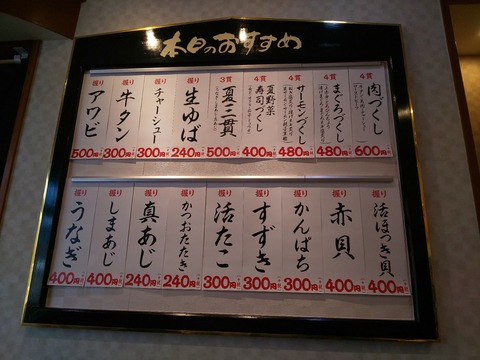 本日のおすすめ
4貫
肉づくし
600円
4貫
まぐろづくし
480円
4貫
サーモンづくし
480円
4貫
夏野菜
寿司づくし
400円
3貫
夏三貫
500円
握り
生ゆば
240円
握り
チャーシュー
300円
握り
牛タン
300円
握り
アワビ
500円
握り
活ほっき貝
400円
握り
赤貝
400円
握り
かんぱち
300円
握り
すずき
300円
握り
活たこ
300円
握り
かつおたたき
240円
握り
真あじ
240円
握り
しまあじ
400円
握り
うなぎ
400円